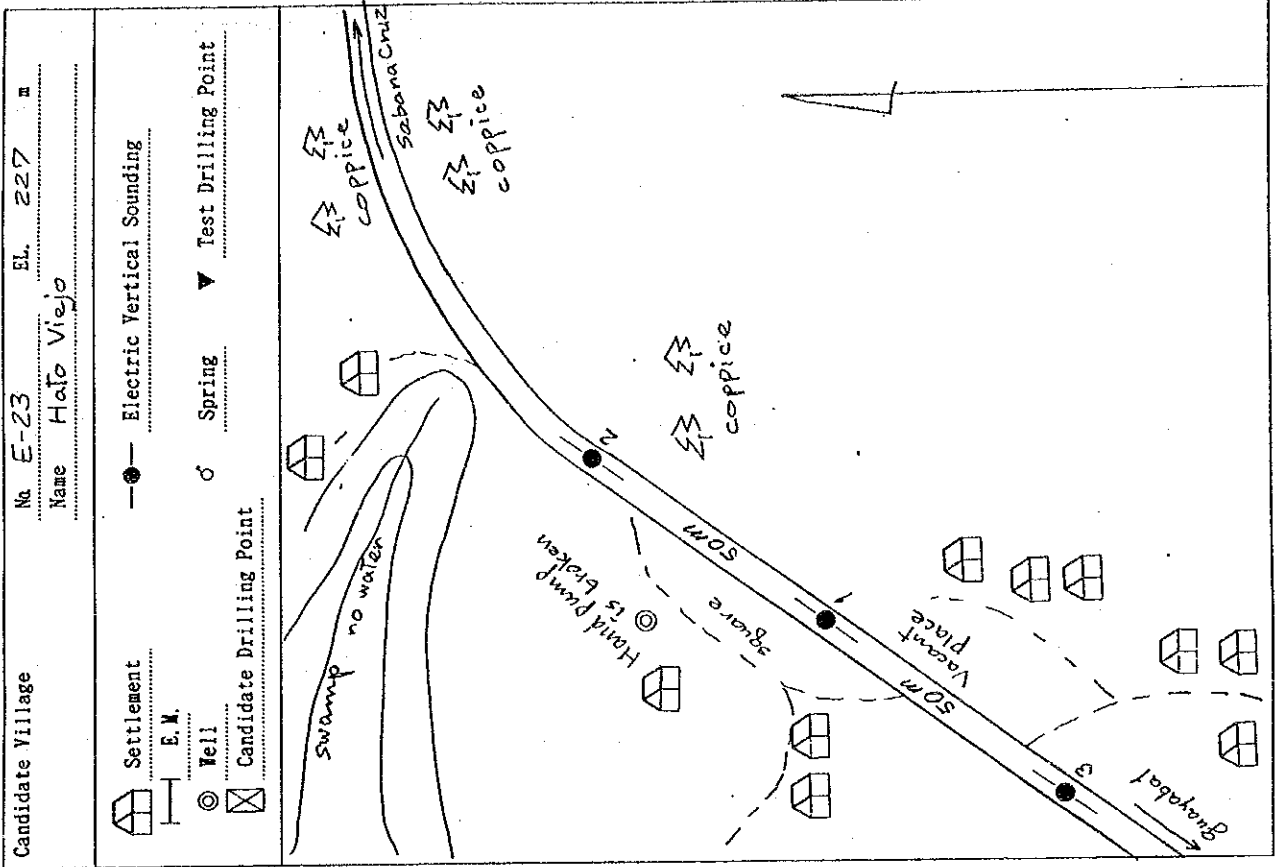 Candidate Village No. E-23 EL. 227 m
Name Hato Viejo
Settlement
Electric Vertical Sounding
E.M.
Well
Spring
Test Drilling Point
Candidate Drilling Point
Sabana Cruz
coppice
coppice
swamp no water
coppice
2
Hand Pump
is broken
50m
square
1
Vacant
place
50m
3
guayabal